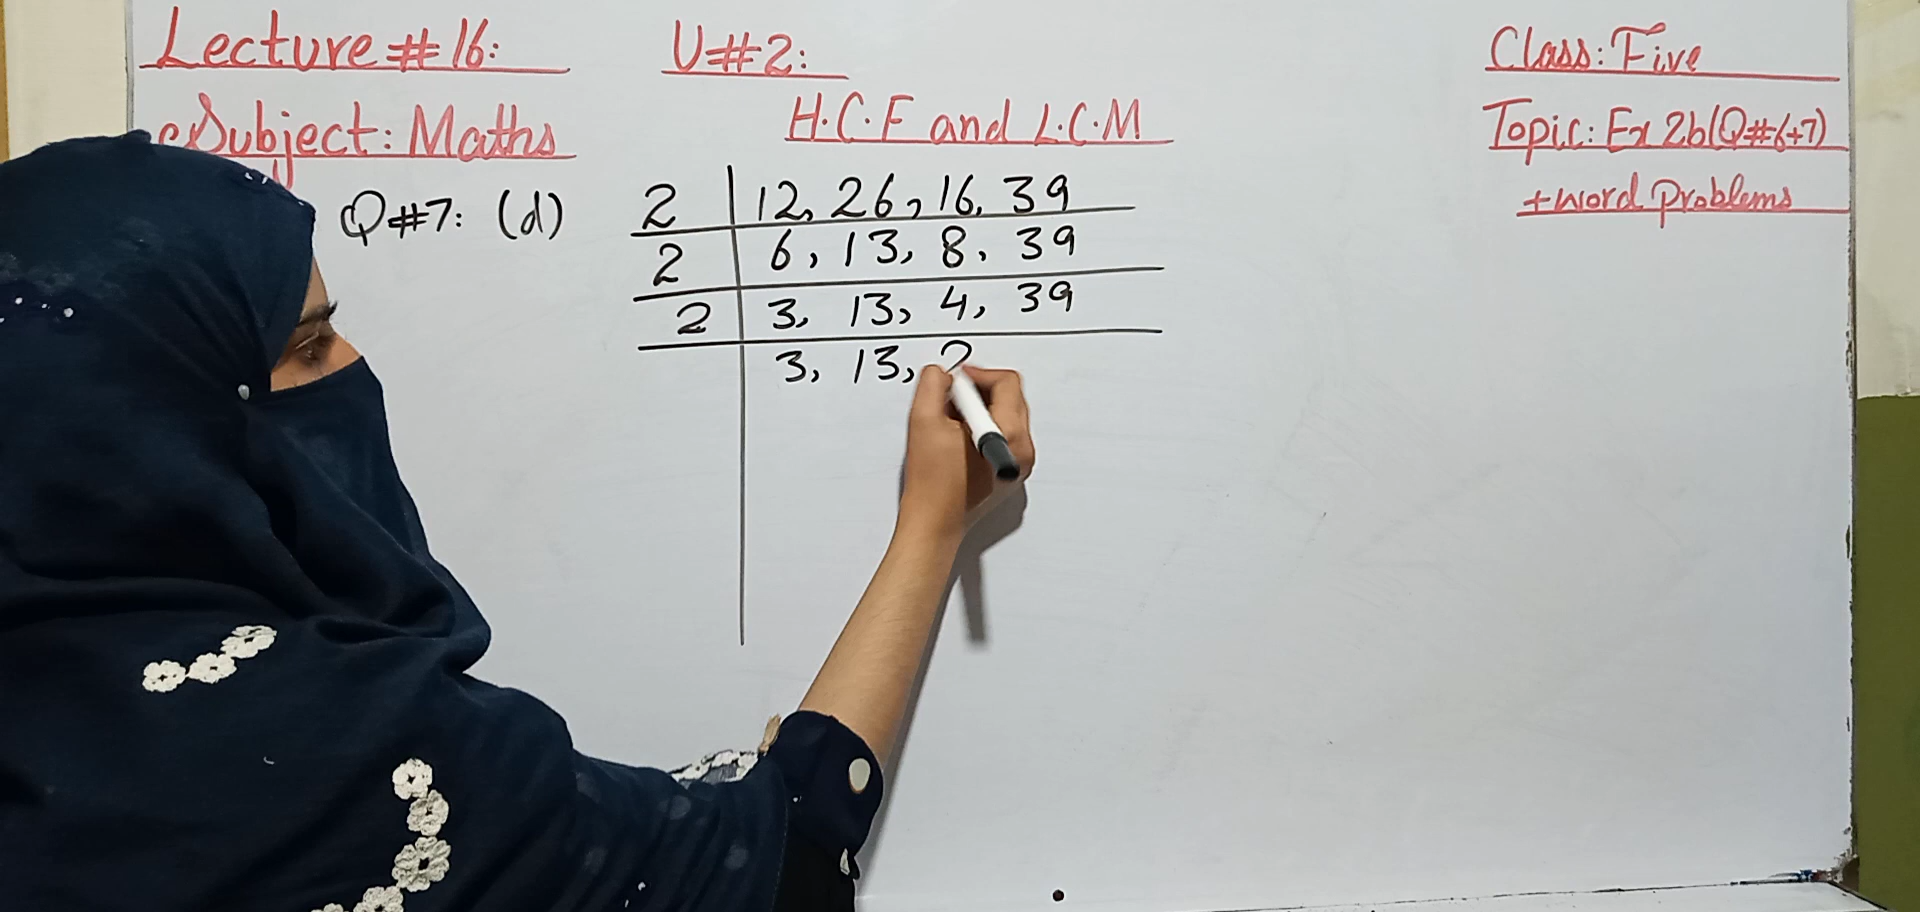 Lecture #16:
U#2:
Class: Five
Subject: Maths
H.C.F and L.C.M
Topic: Ex 2b(Q#6+7)
+word Problems
Q#7: (d)
2 | 12, 26, 16, 39
2 | 6, 13, 8, 39
2 | 3, 13, 4, 39
3, 13, 2